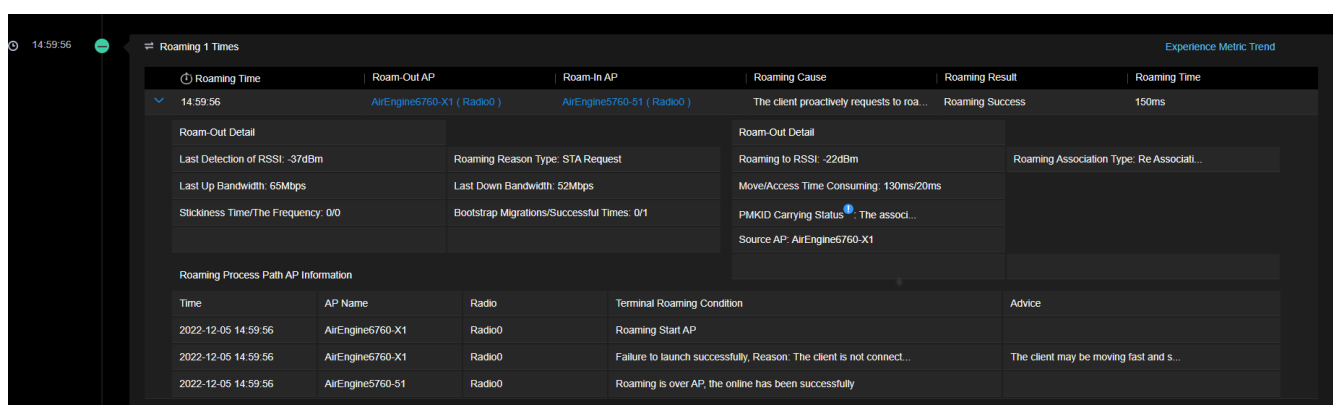 14:59:56
Roaming 1 Times
Experience Metric Trend
Roaming Time Roam-Out AP Roam-In AP Roaming Cause Roaming Result Roaming Time
14:59:56 AirEngine6760-X1 ( Radio0 ) AirEngine5760-51 ( Radio0 ) The client proactively requests to roa... Roaming Success 150ms
Roam-Out Detail Roam-Out Detail
Last Detection of RSSI: -37dBm Roaming Reason Type: STA Request Roaming to RSSI: -22dBm Roaming Association Type: Re Associati...
Last Up Bandwidth: 65Mbps Last Down Bandwidth: 52Mbps Move/Access Time Consuming: 130ms/20ms
Stickiness Time/The Frequency: 0/0 Bootstrap Migrations/Successful Times: 0/1 PMKID Carrying Status : The associ...
Source AP: AirEngine6760-X1
Roaming Process Path AP Information
Time AP Name Radio Terminal Roaming Condition Advice
2022-12-05 14:59:56 AirEngine6760-X1 Radio0 Roaming Start AP
2022-12-05 14:59:56 AirEngine6760-X1 Radio0 Failure to launch successfully, Reason: The client is not connect... The client may be moving fast and s...
2022-12-05 14:59:56 AirEngine5760-51 Radio0 Roaming is over AP, the online has been successfully